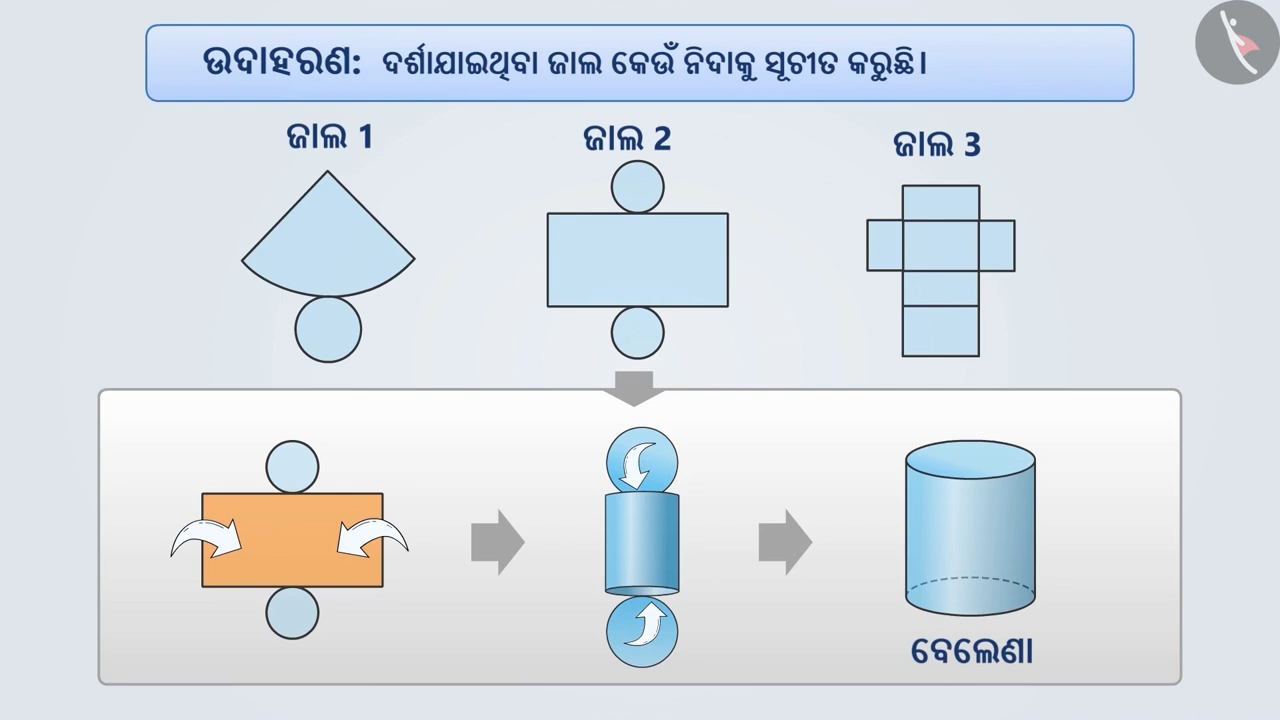 ଉଦାହରଣ: ଦର୍ଶାଯାଇଥିବା ଜାଲ କେଉଁ ନିଦାକୁ ସୂଚୀତ କରୁଛି।
ଜାଲ 1
ଜାଲ 2
ଜାଲ 3
ବେଲେଣା